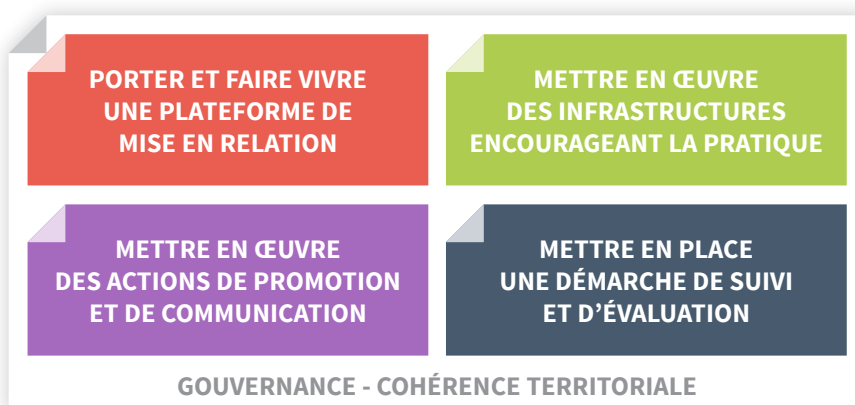 PORTER ET FAIRE VIVRE
UNE PLATEFORME DE
MISE EN RELATION
METTRE EN ŒUVRE
DES INFRASTRUCTURES
ENCOURAGEANT LA PRATIQUE
METTRE EN ŒUVRE
DES ACTIONS DE PROMOTION
ET DE COMMUNICATION
METTRE EN PLACE
UNE DÉMARCHE DE SUIVI
ET D’ÉVALUATION
GOUVERNANCE - COHÉRENCE TERRITORIALE